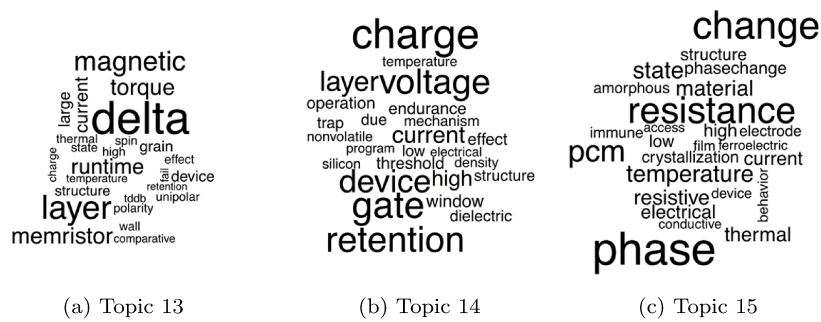 magnetic
torque
large
current
delta
thermal
spin
state
high
grain
charge
runtime
effect
temperature
fail
device
structure
retention
tddb
unipolar
layer
polarity
wall
memristor
comparative
(a) Topic 13
charge
temperature
layer
voltage
operation
endurance
trap
due
mechanism
nonvolatile
current
effect
program
low
electrical
silicon
threshold
density
device
high
structure
gate
window
dielectric
retention
(b) Topic 14
change
structure
state
phasechange
amorphous
material
resistance
immune
access
high
electrode
low
film
ferroelectric
pcm
crystallization
current
temperature
resistive
device
behavior
electrical
conductive
thermal
phase
(c) Topic 15